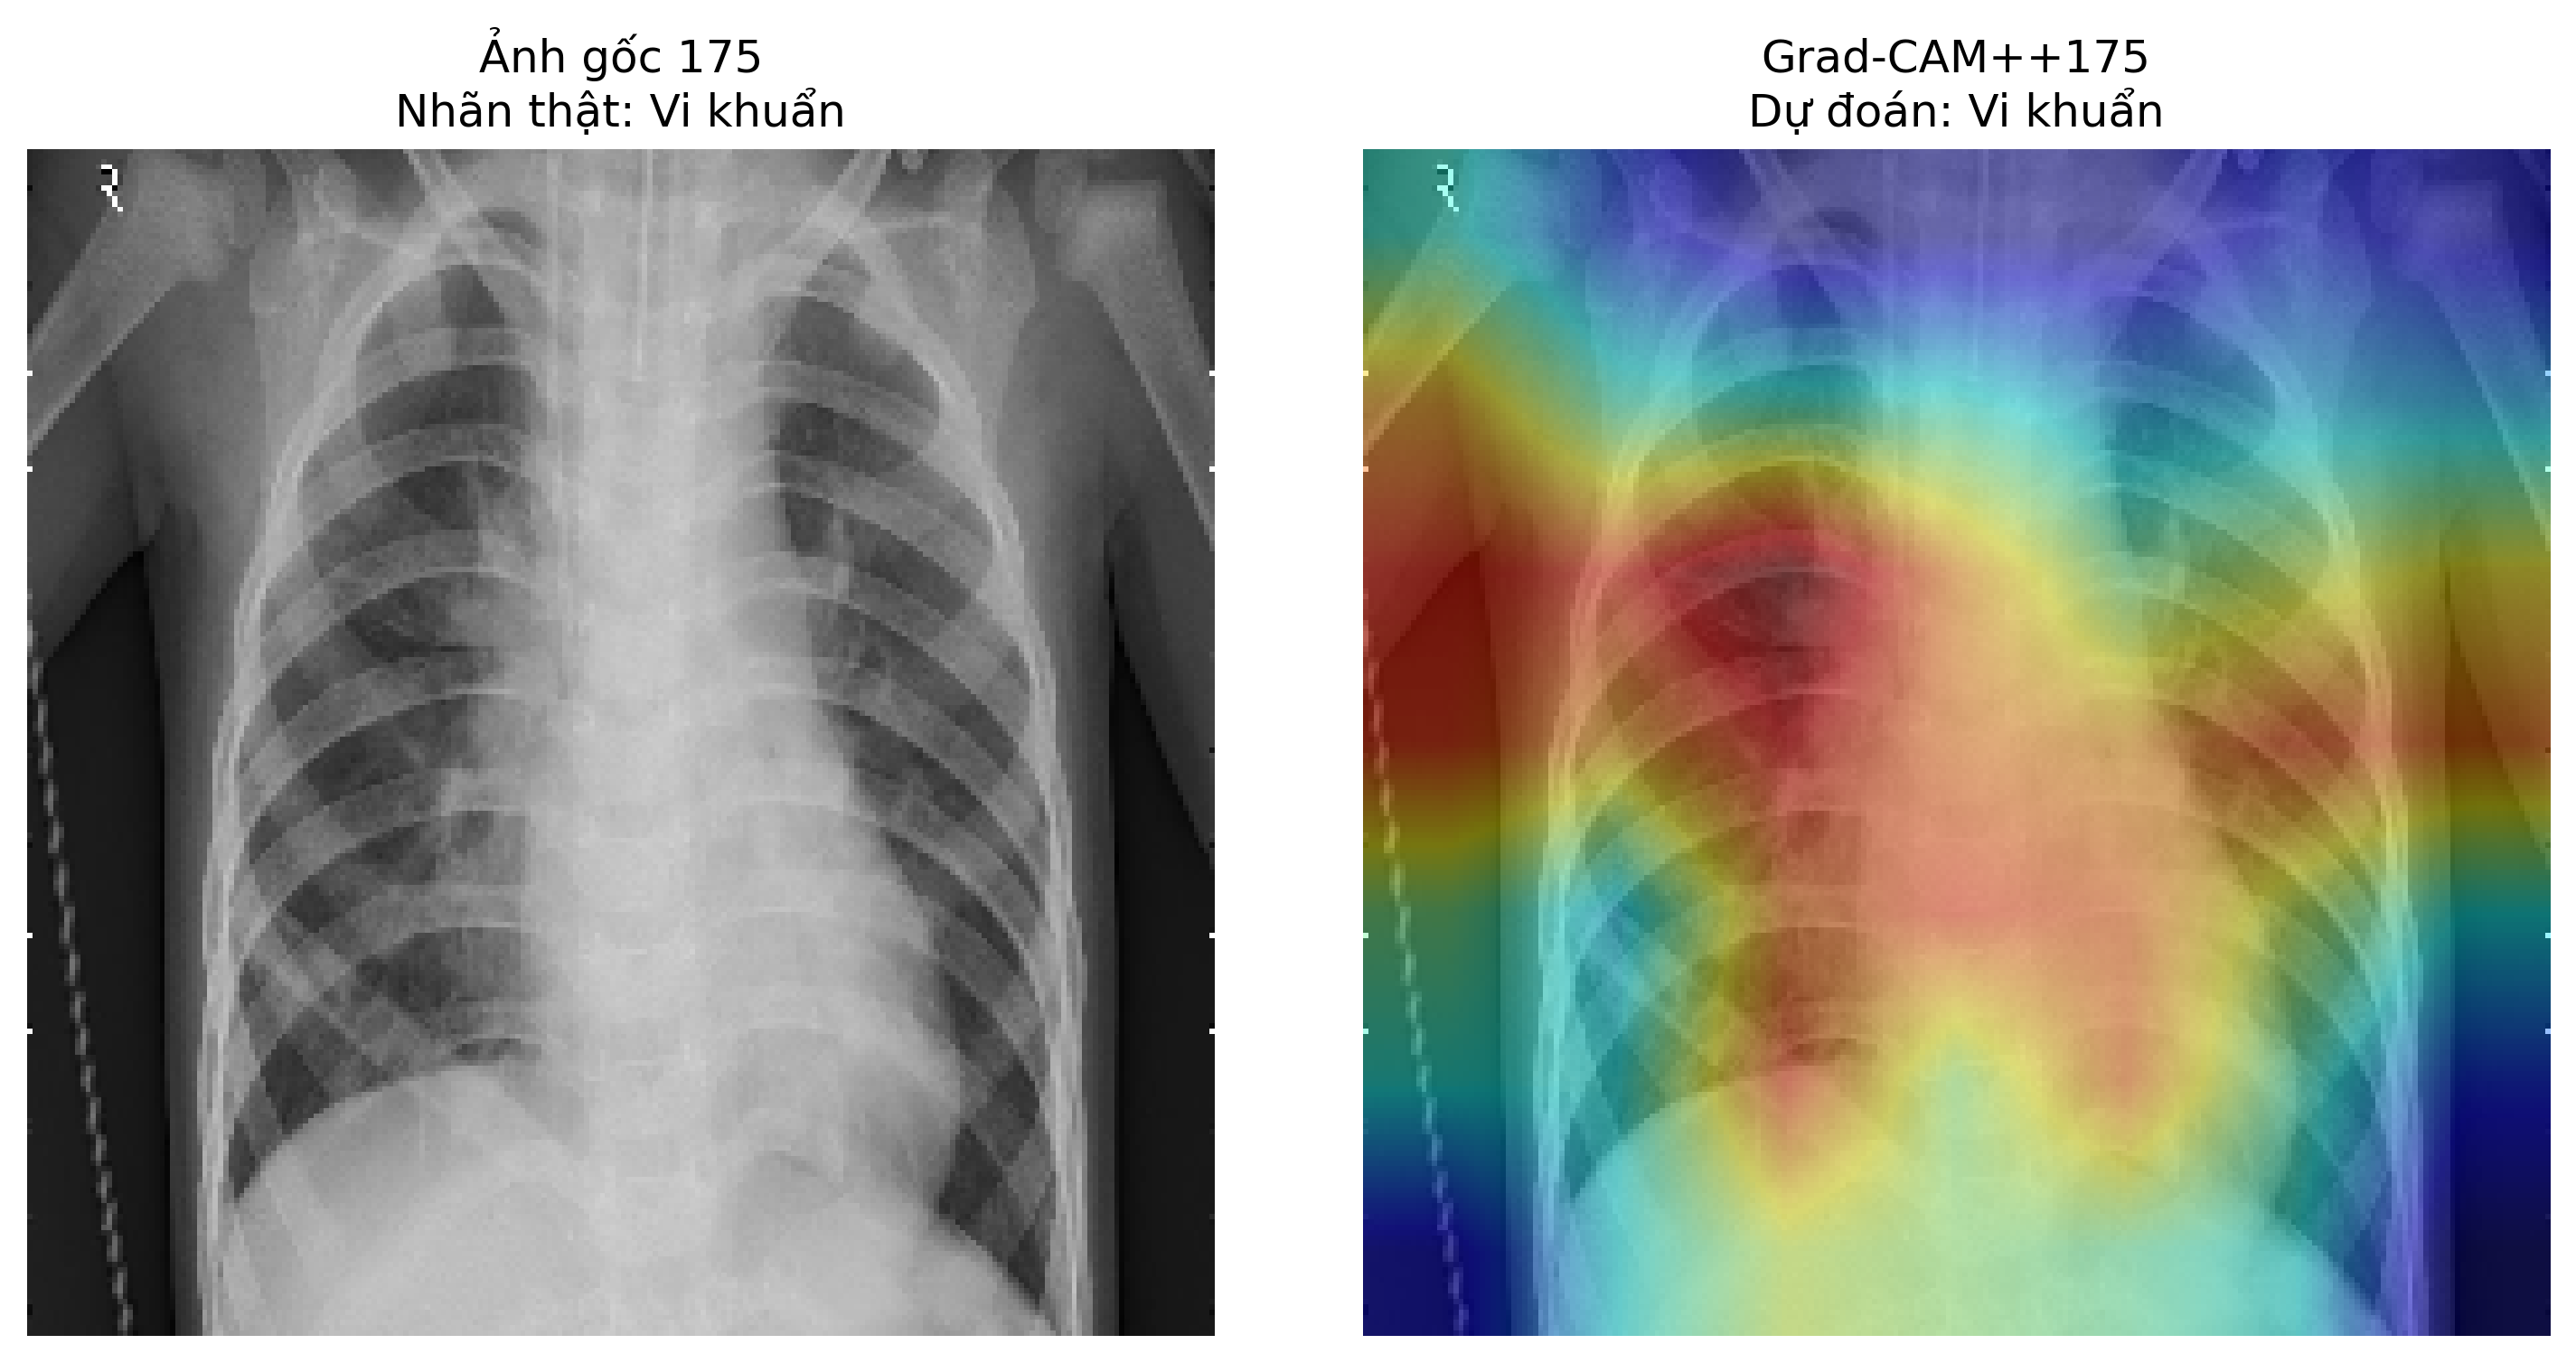 Ảnh gốc 175
Nhãn thật: Vi khuẩn
Grad-CAM++175
Dự đoán: Vi khuẩn